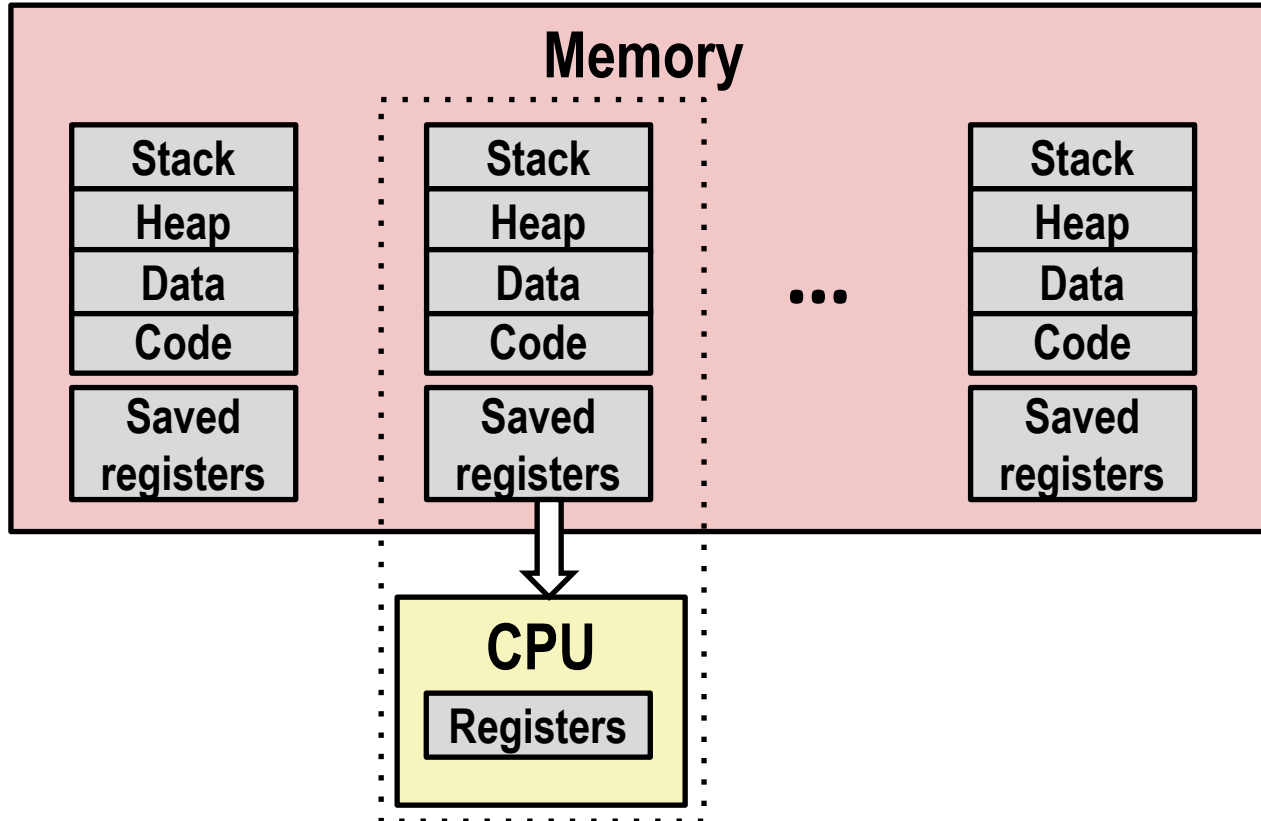 Memory
Stack
Heap
Data
Code
Saved
registers
Stack
Heap
Data
Code
Saved
registers
...
Stack
Heap
Data
Code
Saved
registers
CPU
Registers